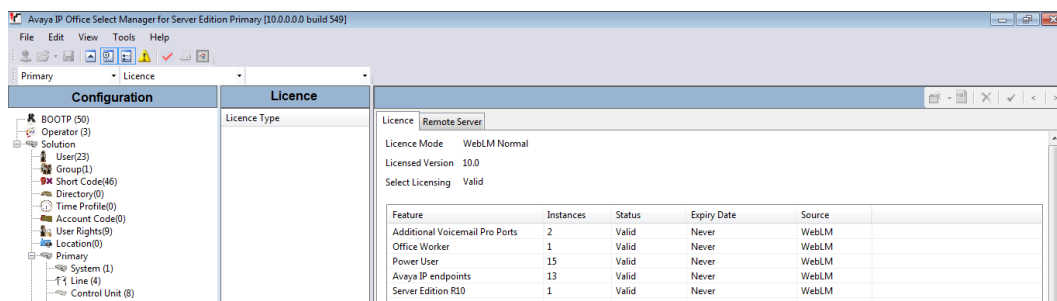 Avaya IP Office Select Manager for Server Edition Primary [10.0.0.0.0 build 549]
File Edit View Tools Help
Primary Licence
Configuration
BOOTP (50)
Operator (3)
Solution
User(23)
Group(1)
Short Code(46)
Directory(0)
Time Profile(0)
Account Code(0)
User Rights(9)
Location(0)
Primary
System (1)
Line (4)
Control Unit (8)
Licence
Licence Type
Licence Remote Server
Licence Mode WebLM Normal
Licensed Version 10.0
Select Licensing Valid
Feature Instances Status Expiry Date Source
Additional Voicemail Pro Ports 2 Valid Never WebLM
Office Worker 1 Valid Never WebLM
Power User 15 Valid Never WebLM
Avaya IP endpoints 13 Valid Never WebLM
Server Edition R10 1 Valid Never WebLM